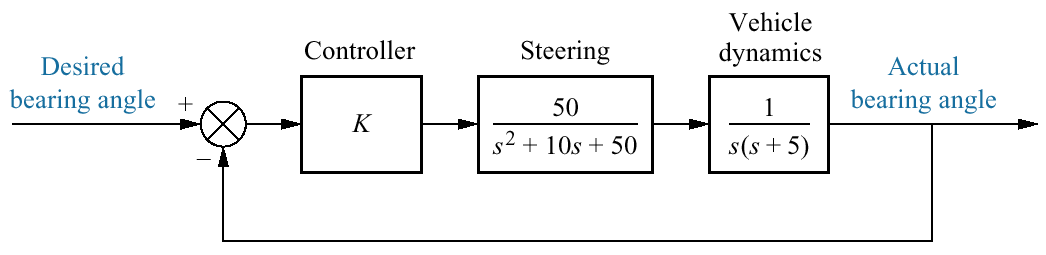 Vehicle
Controller
Steering
dynamics
Desired
bearing angle
+
−
K
50
s² + 10s + 50
1
s(s + 5)
Actual
bearing angle